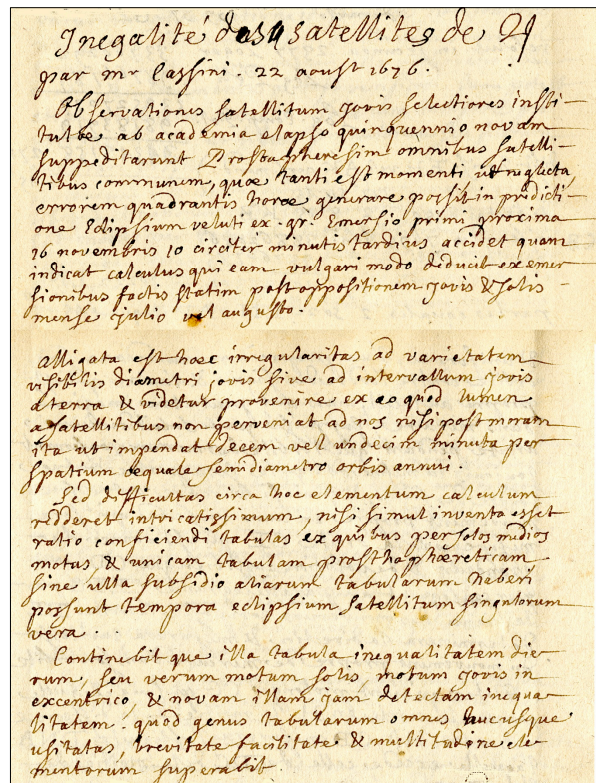 Inegalité des 4 satellites de ♃
par mr Cassini. 22 aoust 1676.
Observationes satellitum Jovis selectiores insti-
tutæ ab academia elapso quinquennio novam
suppeditarunt Prostapheresim omnibus satelli-
tibus communem, quæ tanti est momenti ut neglecta
errorem quadrantis horæ generare possit in prædicti-
one Eclipsium veluti ex. gr. Emersio primi proxima
16 novembris 10 circiter minutis tardius accidet quam
indicat calculus qui eam vulgari modo deducit ex emer
sionibus factis statim post oppositionem Jovis & solis
mense Julio vel augusto.
alligata est hæc irregularitas ad varietatem
visibilis diametri Jovis sive ad intervallum Jovis
a terra & videtur provenire ex eo quod lumen
a satellitibus non perveniat ad nos nisi post moram
ita ut impendat decem vel undecim minuta per
spatium æquale semidiametro orbis annui.
Sed difficultas circa hoc elementum calculum
redderet intricatissimum, nisi simul inventa esset
ratio conficiendi tabulas ex quibus per solos medios
motus & unicam tabulam prosthaphæreticam
sine ulla subsidio aliarum tabularum haberi
possunt tempora eclipsium satellitum singulorum
vera.
Continebit que illa tabula inequalitatem die-
rum, seu verum motum solis, motum Jovis in
excentrico, & novam illam jam detectam inequa-
litatem. quod genus tabularum omnes hucusque
usitatas, brevitate facilitate & multitudine ele-
mentorum superabit